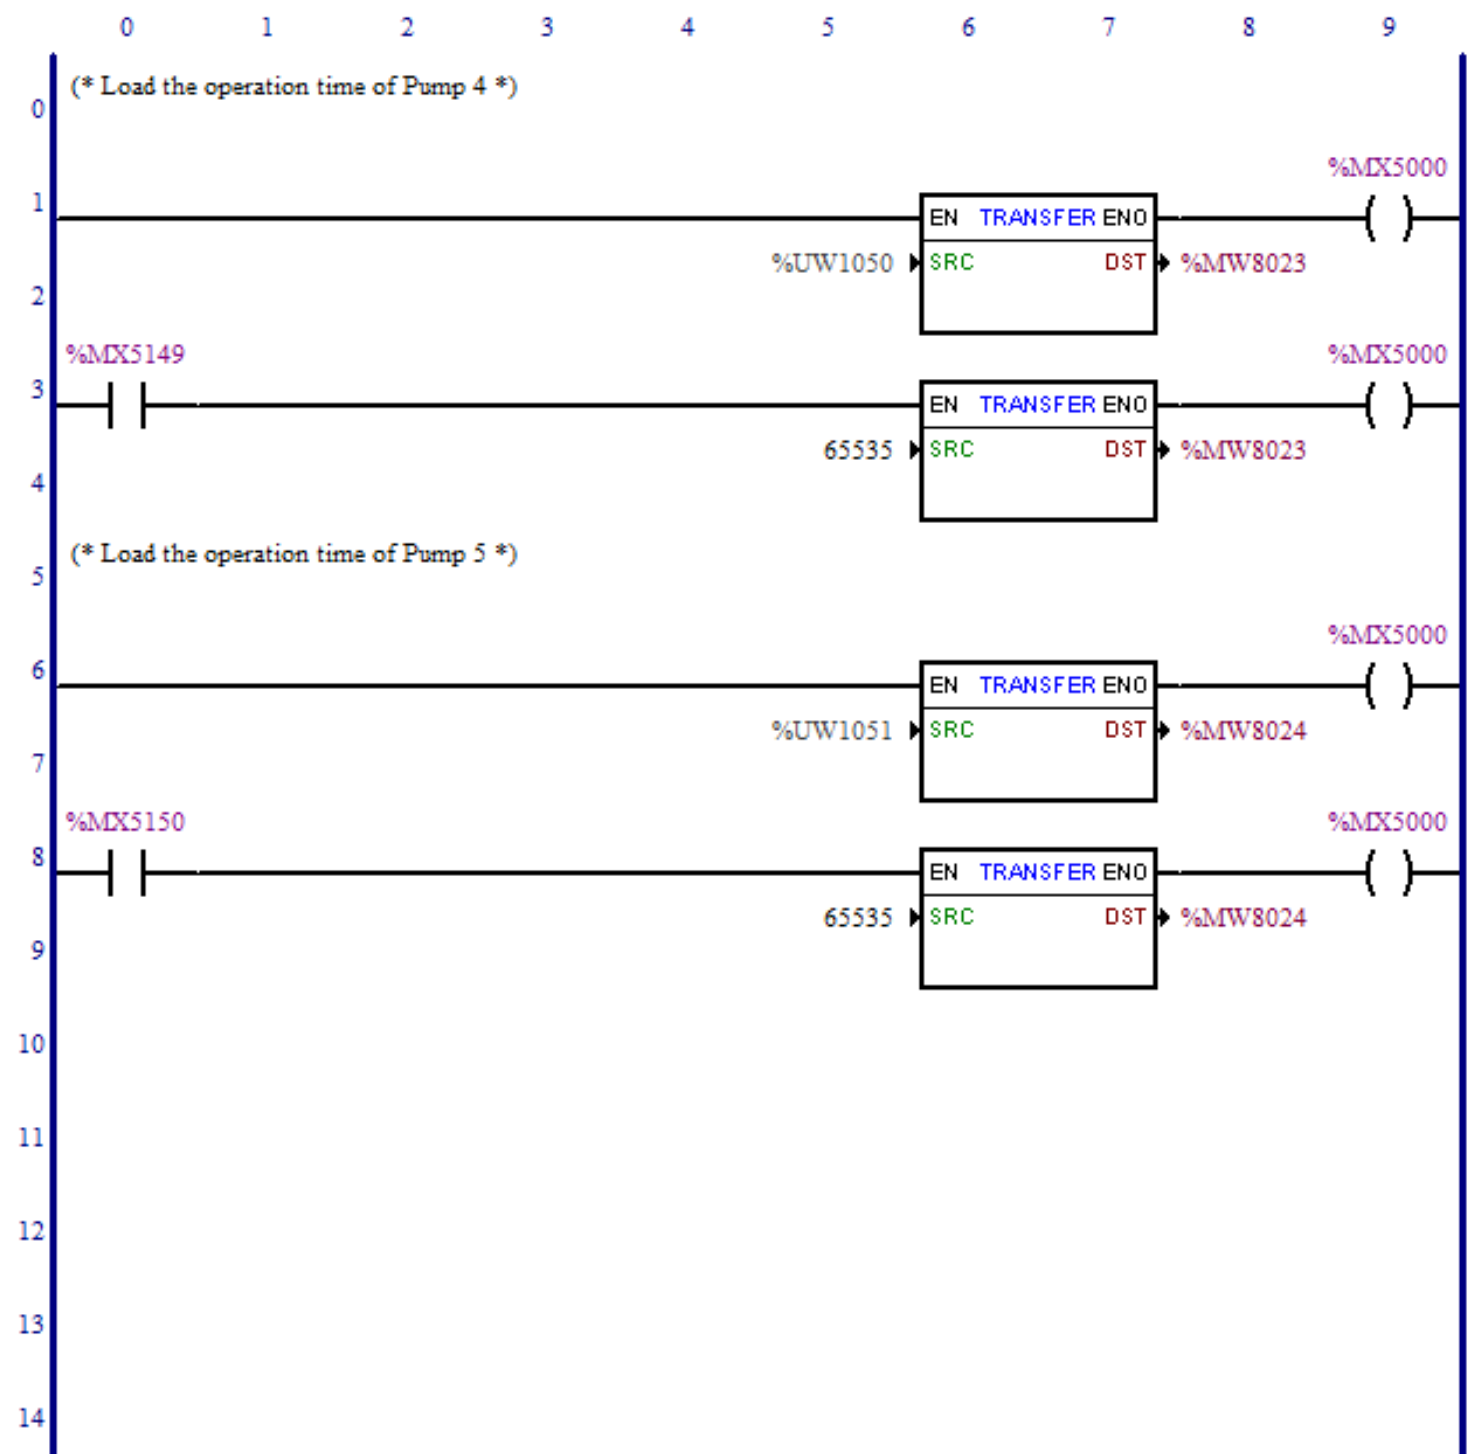 0 1 2 3 4 5 6 7 8 9
(* Load the operation time of Pump 4 *)
0
%MX5000
1
EN TRANSFER ENO
%UW1050 SRC DST %MW8023
2
%MX5149 %MX5000
3
EN TRANSFER ENO
65535 SRC DST %MW8023
4
(* Load the operation time of Pump 5 *)
5
%MX5000
6
EN TRANSFER ENO
%UW1051 SRC DST %MW8024
7
%MX5150 %MX5000
8
EN TRANSFER ENO
65535 SRC DST %MW8024
9
10
11
12
13
14